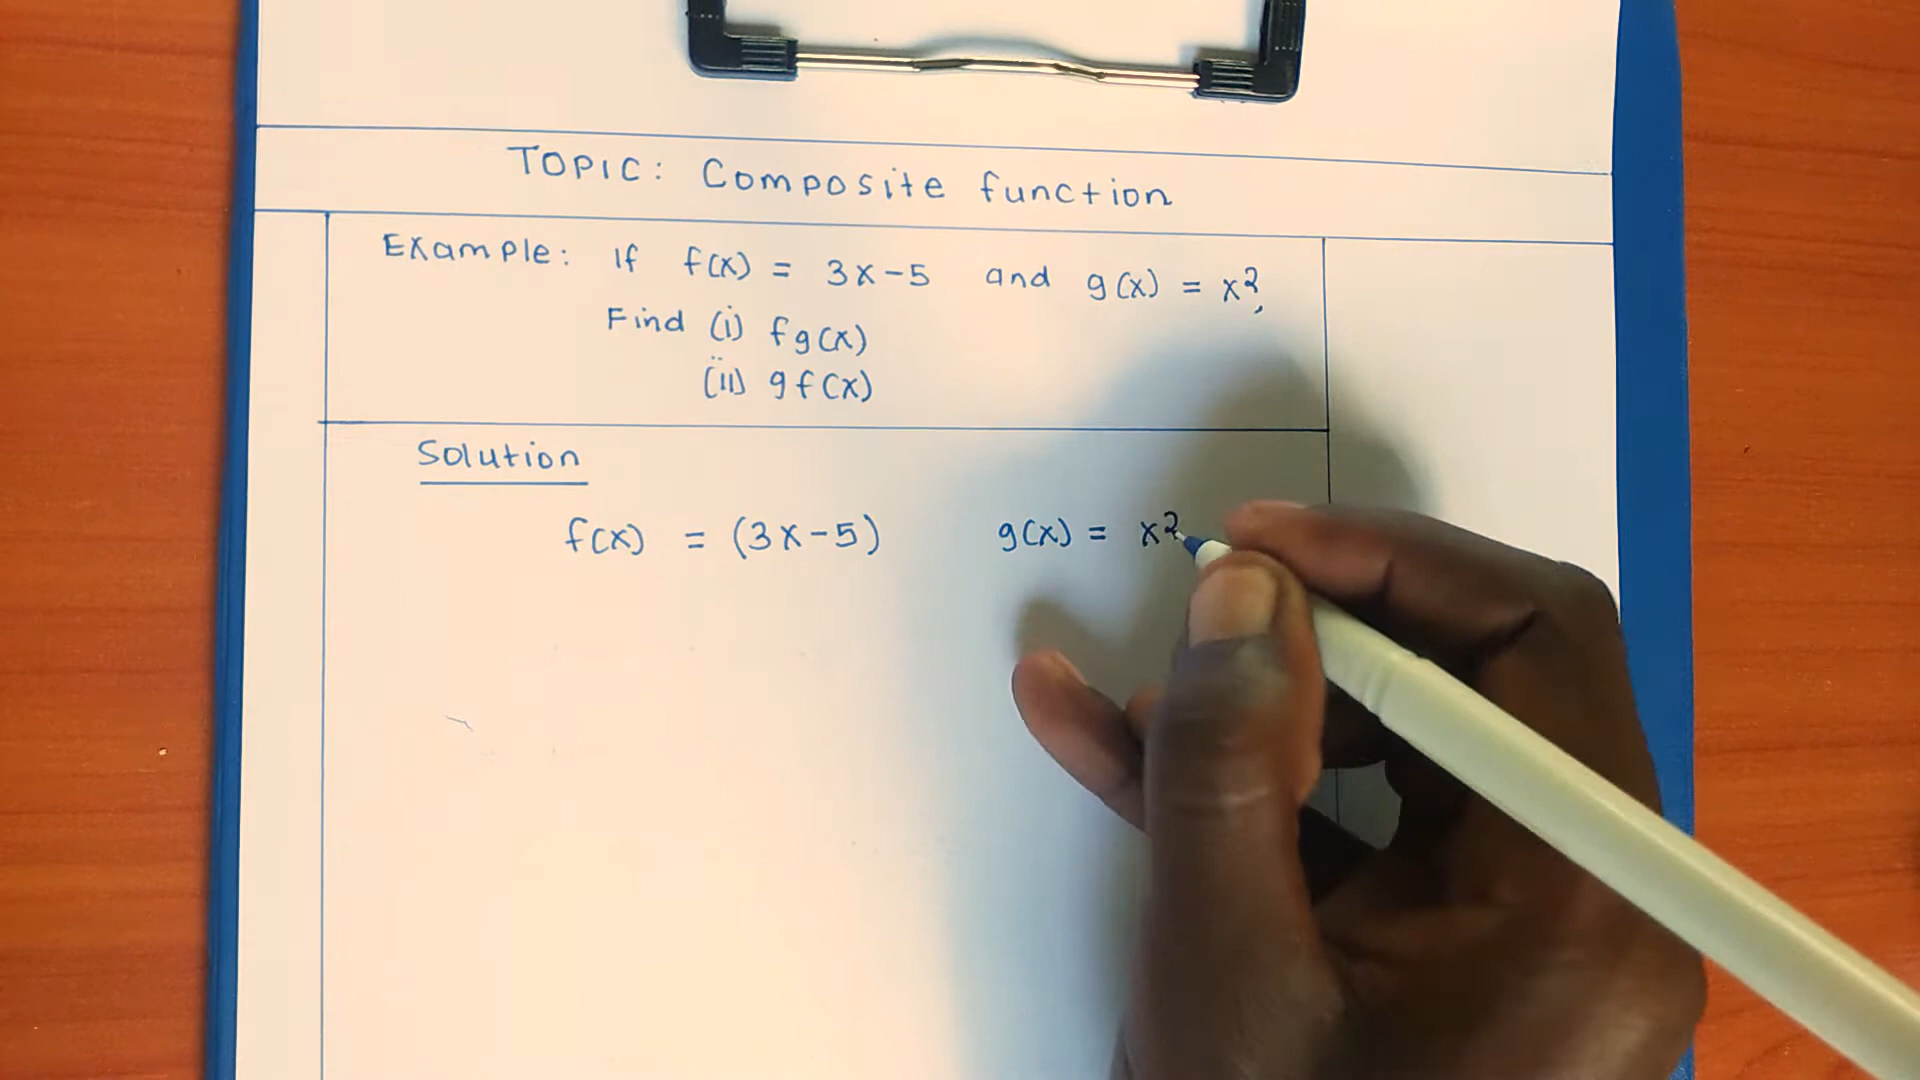 TOPIC: Composite function
Example: If f(x) = 3x-5 and g(x) = x²,
Find (i) fg(x)
(ii) gf(x)
Solution
f(x) = (3x-5) g(x) = x²